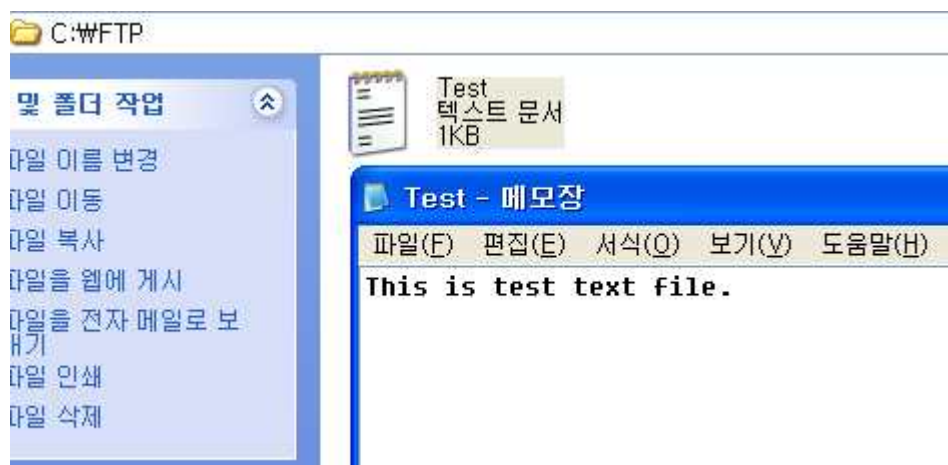 C:₩FTP
및 폴더 작업
파일 이름 변경
파일 이동
파일 복사
파일을 웹에 게시
파일을 전자 메일로 보
내기
파일 인쇄
파일 삭제
Test
텍스트 문서
1KB
Test - 메모장
파일(F) 편집(E) 서식(O) 보기(V) 도움말(H)
This is test text file.